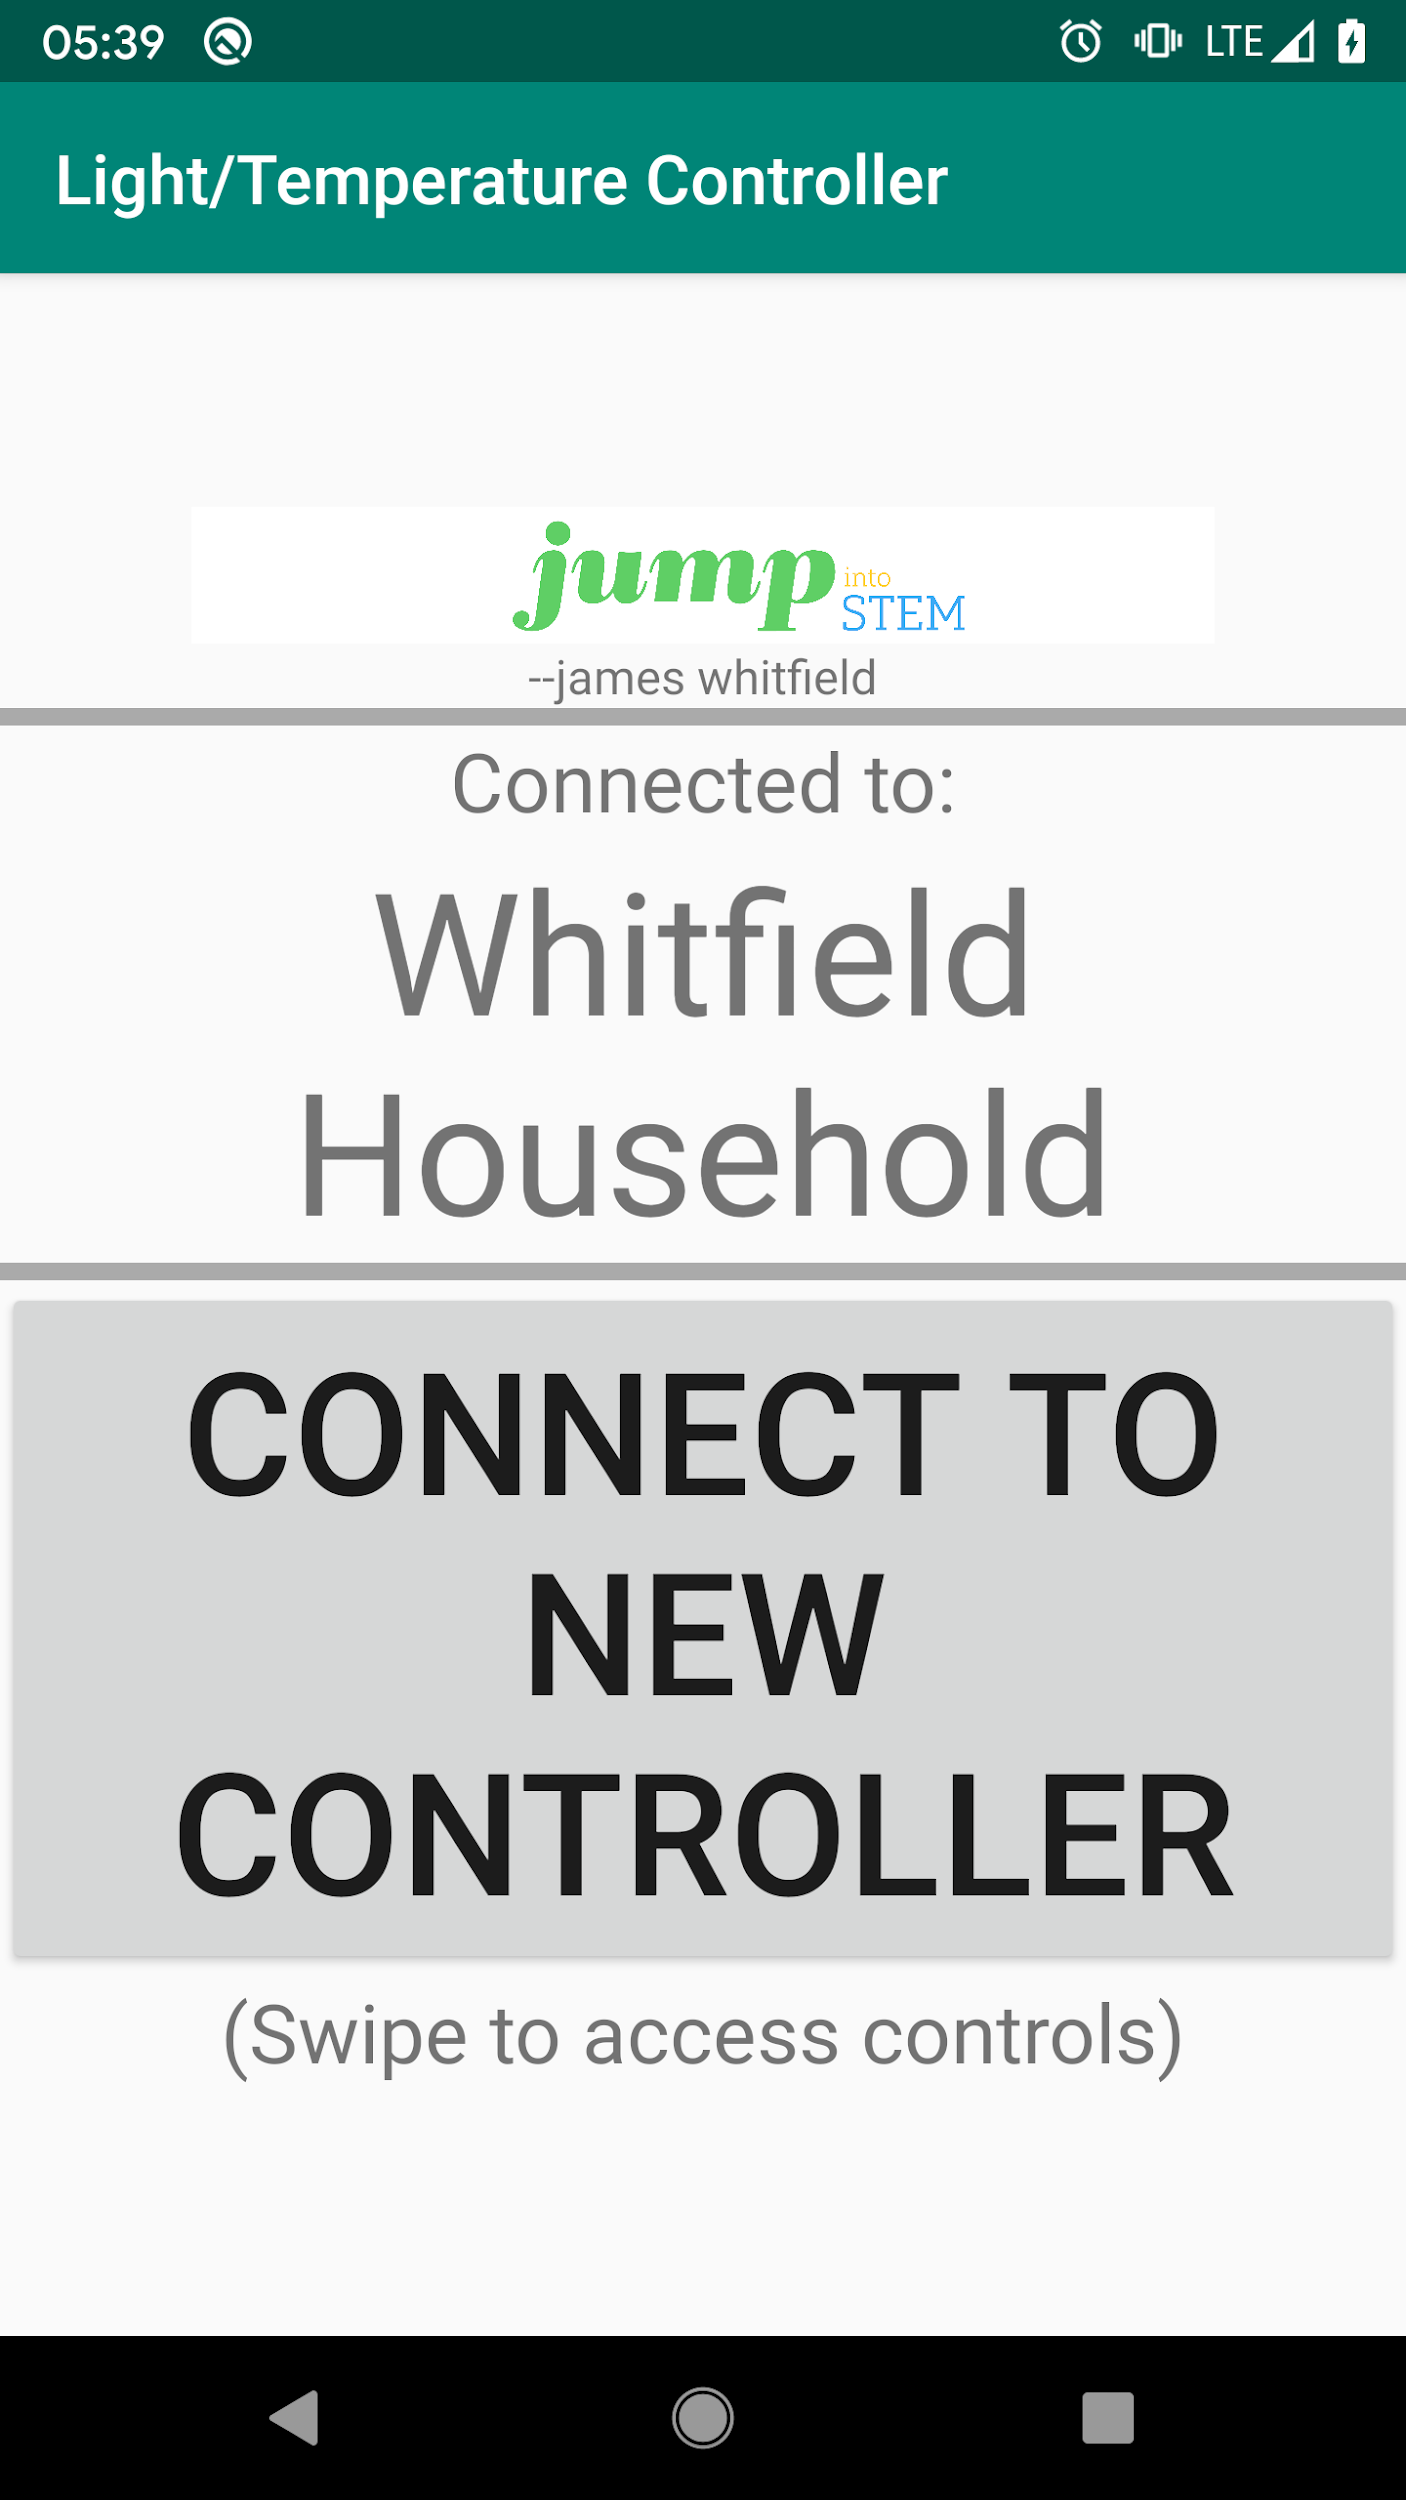 05:39 LTE
Light/Temperature Controller
jump into STEM
--james whitfield
Connected to:
Whitfield
Household
CONNECT TO
NEW
CONTROLLER
(Swipe to access controls)